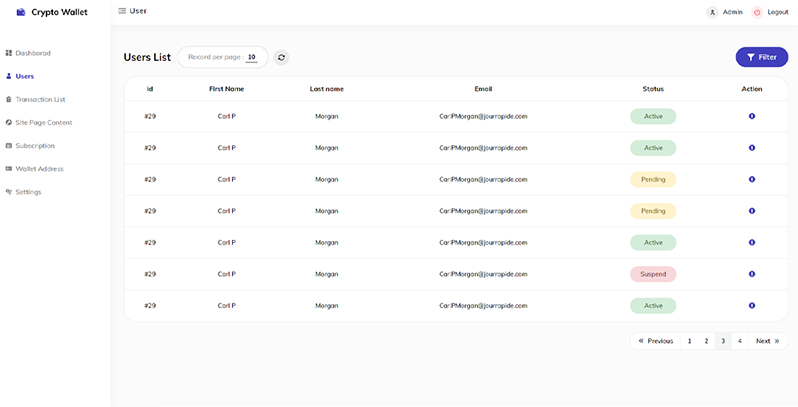 Crypto Wallet
User
Admin
Logout
Dashborad
Users
Transaction List
Site Page Content
Subscription
Wallet Address
Settings
Users List
Record per page : 10
Filter
id First Name Last name Email Status Action
#29 Carl P Morgan CarlPMorgan@jourrapide.com Active
#29 Carl P Morgan CarlPMorgan@jourrapide.com Active
#29 Carl P Morgan CarlPMorgan@jourrapide.com Pending
#29 Carl P Morgan CarlPMorgan@jourrapide.com Pending
#29 Carl P Morgan CarlPMorgan@jourrapide.com Active
#29 Carl P Morgan CarlPMorgan@jourrapide.com Suspend
#29 Carl P Morgan CarlPMorgan@jourrapide.com Active
« Previous 1 2 3 4 Next »